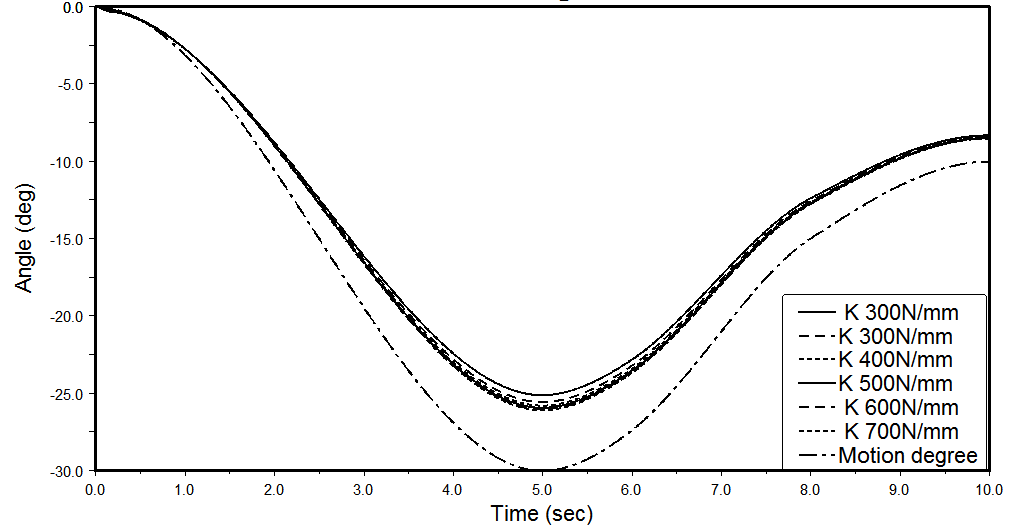 0.0
-5.0
-10.0
-15.0
-20.0
-25.0
-30.0
Angle (deg)
K 300N/mm
K 300N/mm
K 400N/mm
K 500N/mm
K 600N/mm
K 700N/mm
Motion degree
0.0 1.0 2.0 3.0 4.0 5.0 6.0 7.0 8.0 9.0 10.0
Time (sec)